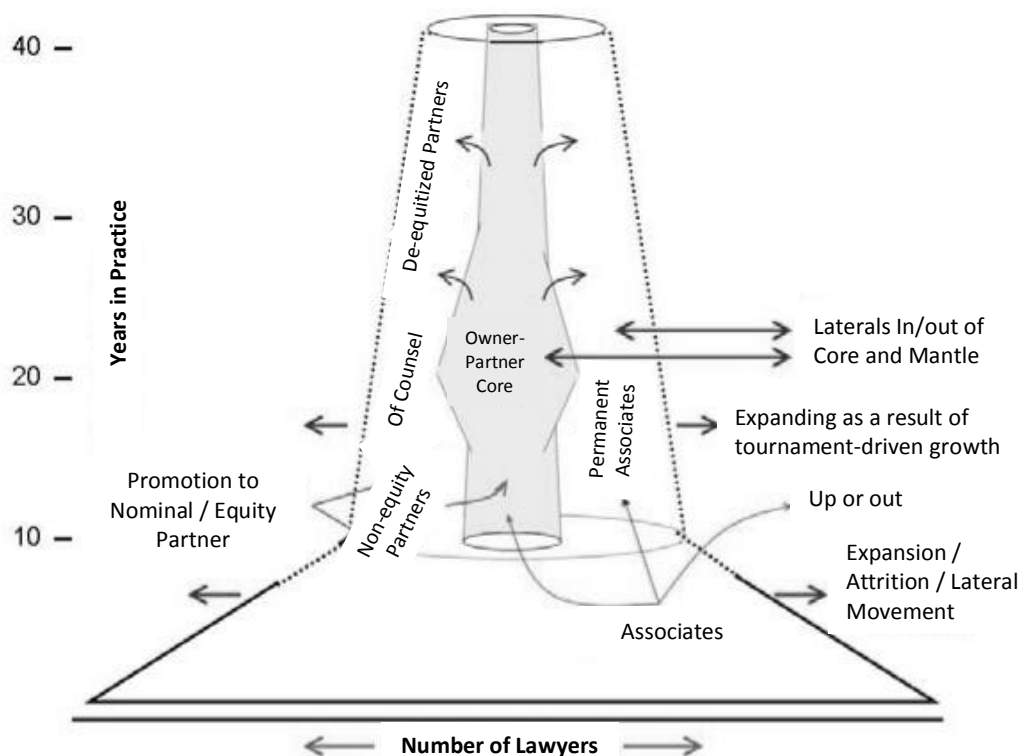 40
30
20
10
Years in Practice
De-equitized Partners
Of Counsel
Owner-
Partner
Core
Permanent
Associates
Non-equity
Partners
Laterals In/out of
Core and Mantle
Expanding as a result of
tournament-driven growth
Promotion to
Nominal / Equity
Partner
Up or out
Expansion /
Attrition / Lateral
Movement
Associates
Number of Lawyers